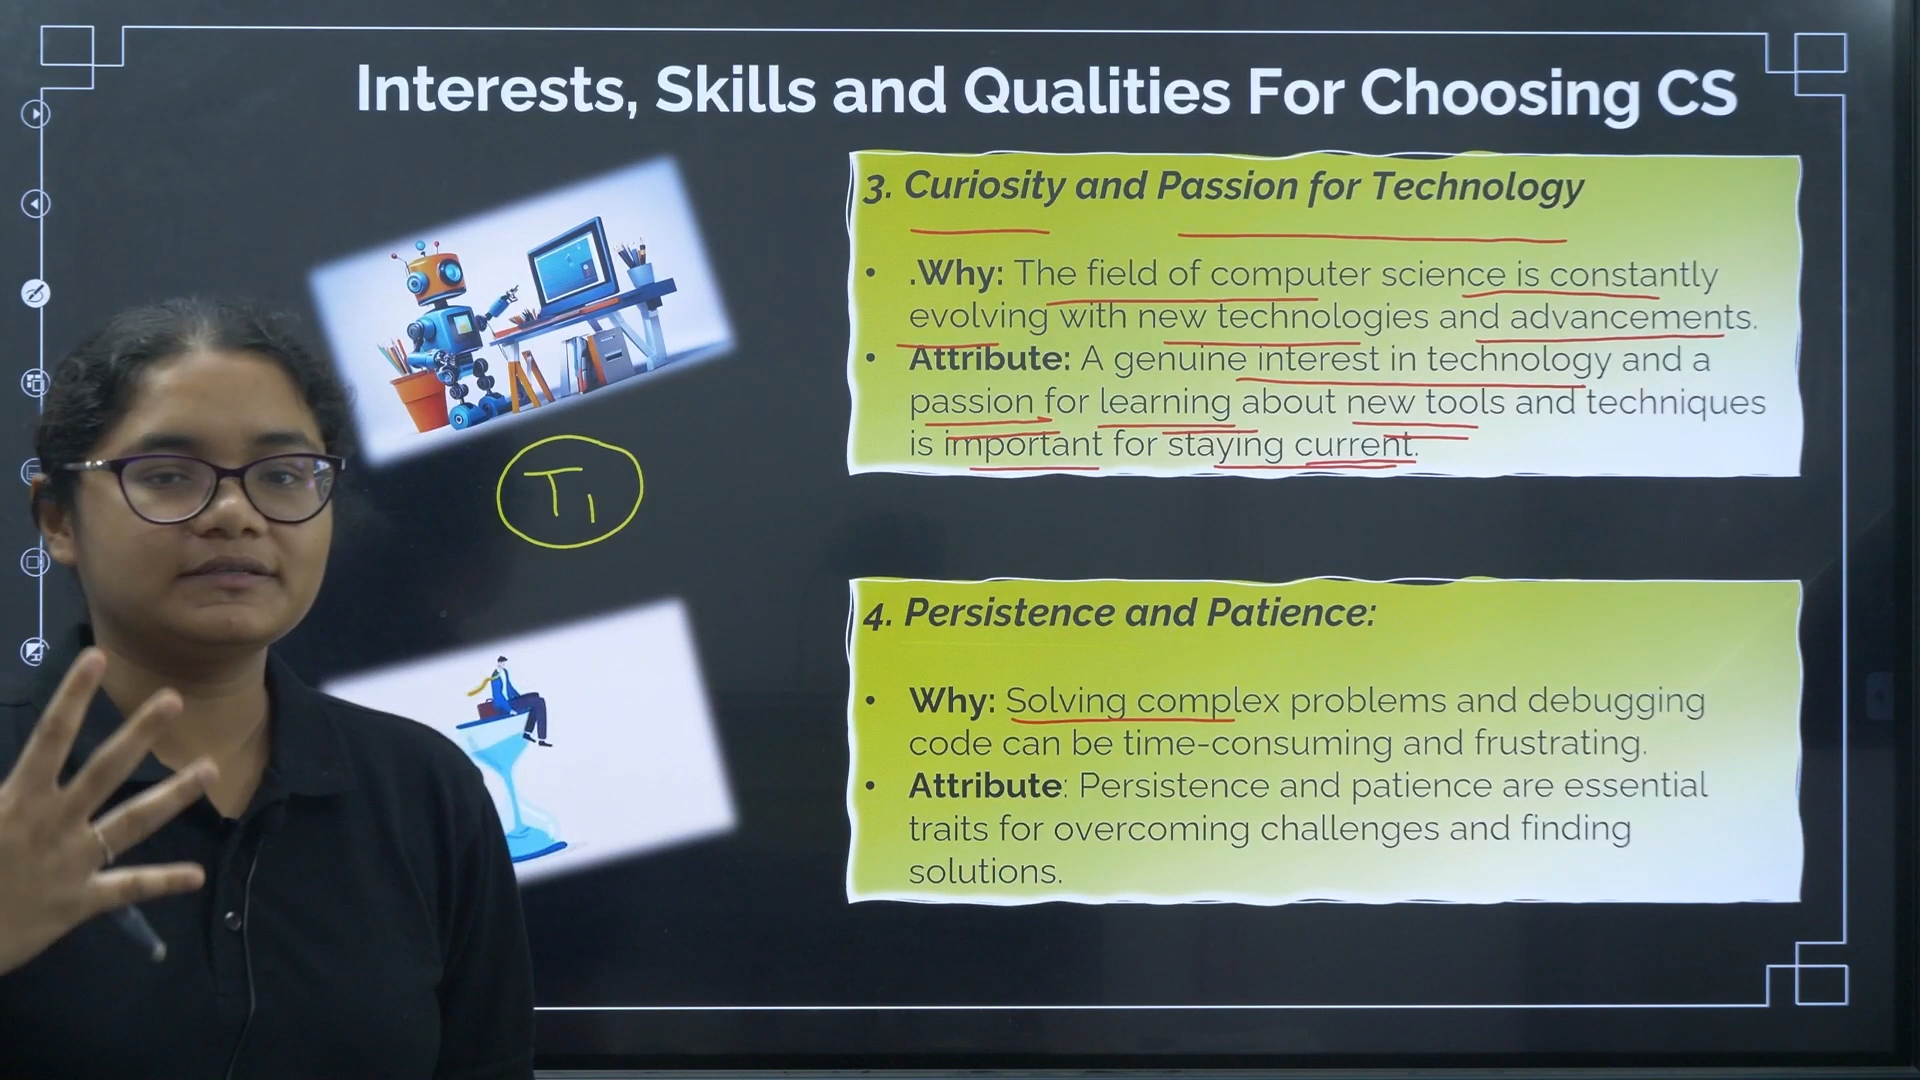 Interests, Skills and Qualities For Choosing CS
3. Curiosity and Passion for Technology
• .Why: The field of computer science is constantly
evolving with new technologies and advancements.
• Attribute: A genuine interest in technology and a
passion for learning about new tools and techniques
is important for staying current.
T1
4. Persistence and Patience:
• Why: Solving complex problems and debugging
code can be time-consuming and frustrating.
• Attribute: Persistence and patience are essential
traits for overcoming challenges and finding
solutions.